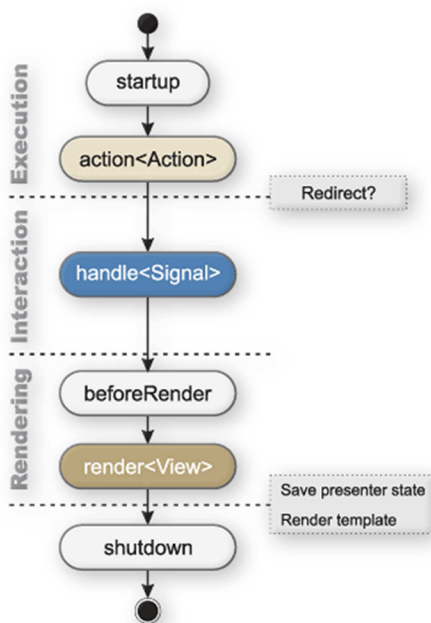 Execution
startup
action<Action>
Redirect?
Interaction
handle<Signal>
Rendering
beforeRender
render<View>
Save presenter state
Render template
shutdown